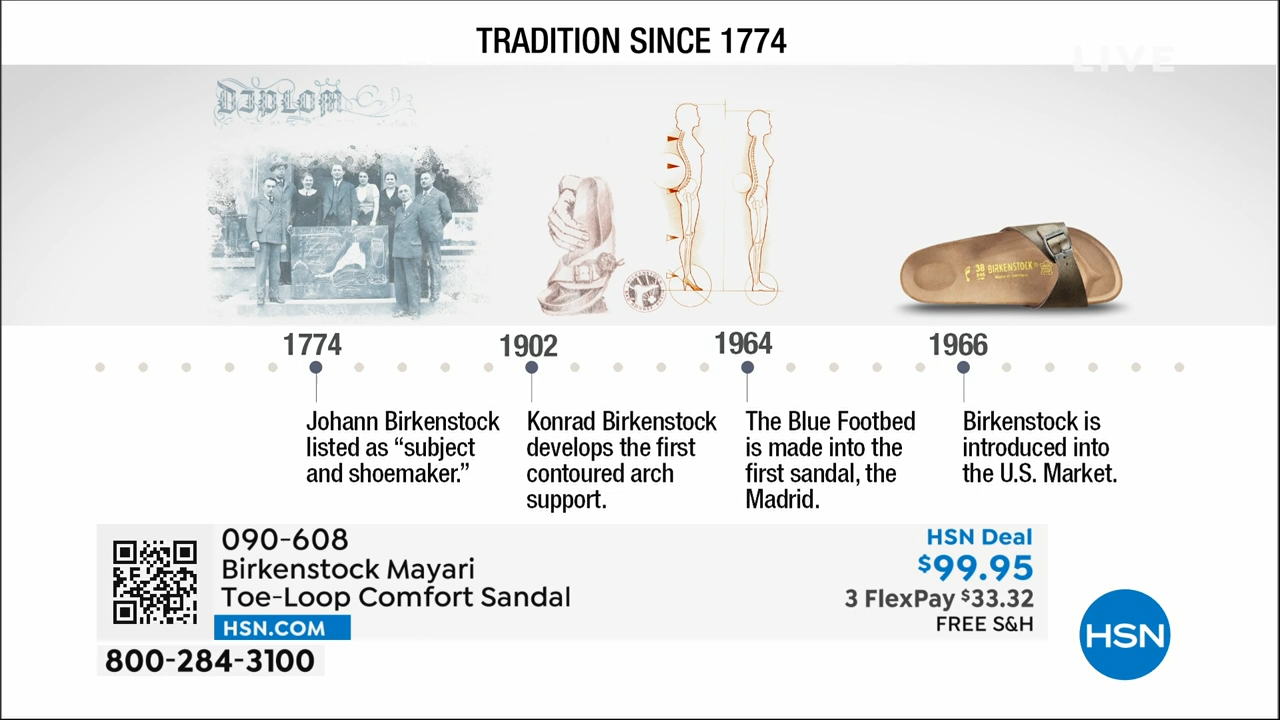 TRADITION SINCE 1774
LIVE
Diplom
38
BIRKENSTOCK
1774
1902
1964
1966
Johann Birkenstock
listed as “subject
and shoemaker.”
Konrad Birkenstock
develops the first
contoured arch
support.
The Blue Footbed
is made into the
first sandal, the
Madrid.
Birkenstock is
introduced into
the U.S. Market.
090-608
Birkenstock Mayari
Toe-Loop Comfort Sandal
HSN.COM
800-284-3100
HSN Deal
$99.95
3 FlexPay $33.32
FREE S&H
HSN